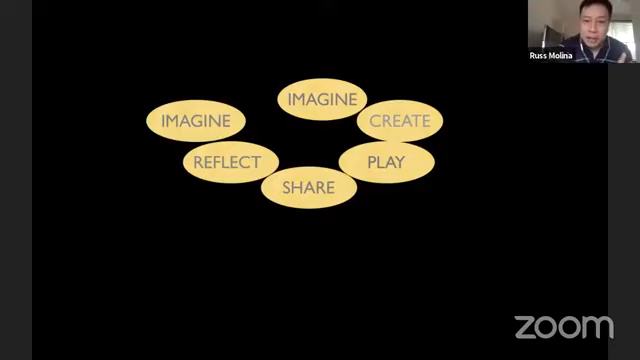 Russ Molina
IMAGINE
IMAGINE
CREATE
REFLECT
PLAY
SHARE
zoom